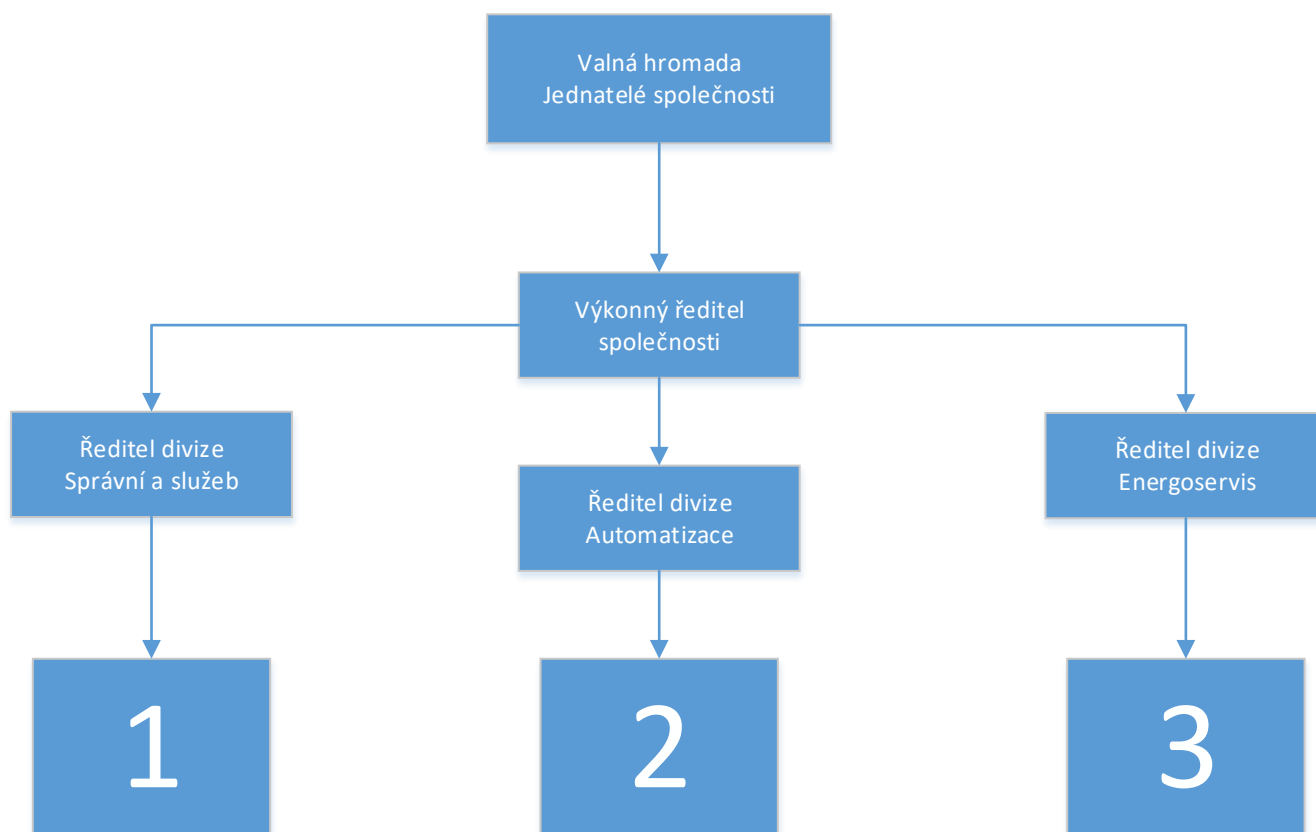 Valná hromada
Jednatelé společnosti
Výkonný ředitel
společnosti
Ředitel divize
Správní a služeb
Ředitel divize
Automatizace
Ředitel divize
Energoservis
1
2
3